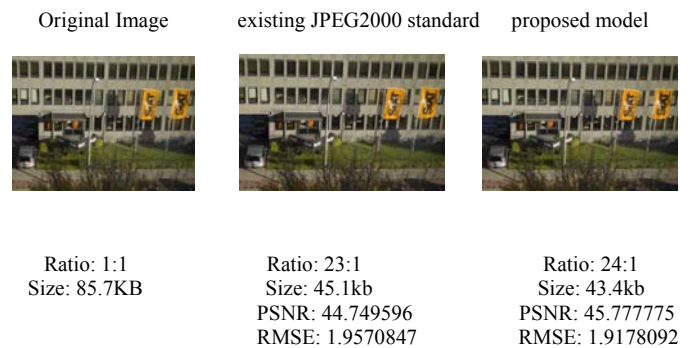 Original Image
existing JPEG2000 standard
proposed model
Ratio: 1:1
Size: 85.7KB
Ratio: 23:1
Size: 45.1kb
PSNR: 44.749596
RMSE: 1.9570847
Ratio: 24:1
Size: 43.4kb
PSNR: 45.777775
RMSE: 1.9178092